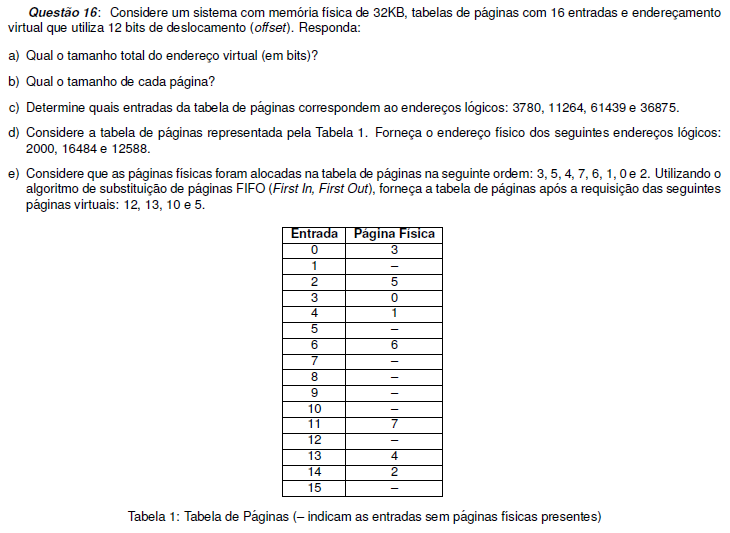 Questão 16: Considere um sistema com memória física de 32KB, tabelas de páginas com 16 entradas e endereçamento
virtual que utiliza 12 bits de deslocamento (offset). Responda:
a) Qual o tamanho total do endereço virtual (em bits)?
b) Qual o tamanho de cada página?
c) Determine quais entradas da tabela de páginas correspondem ao endereços lógicos: 3780, 11264, 61439 e 36875.
d) Considere a tabela de páginas representada pela Tabela 1. Forneça o endereço físico dos seguintes endereços lógicos:
2000, 16484 e 12588.
e) Considere que as páginas físicas foram alocadas na tabela de páginas na seguinte ordem: 3, 5, 4, 7, 6, 1, 0 e 2. Utilizando o
algoritmo de substituição de páginas FIFO (First In, First Out), forneça a tabela de páginas após a requisição das seguintes
páginas virtuais: 12, 13, 10 e 5.
Entrada Página Física
0 3
1 –
2 5
3 0
4 1
5 –
6 6
7 –
8 –
9 –
10 –
11 7
12 –
13 4
14 2
15 –
Tabela 1: Tabela de Páginas (– indicam as entradas sem páginas físicas presentes)